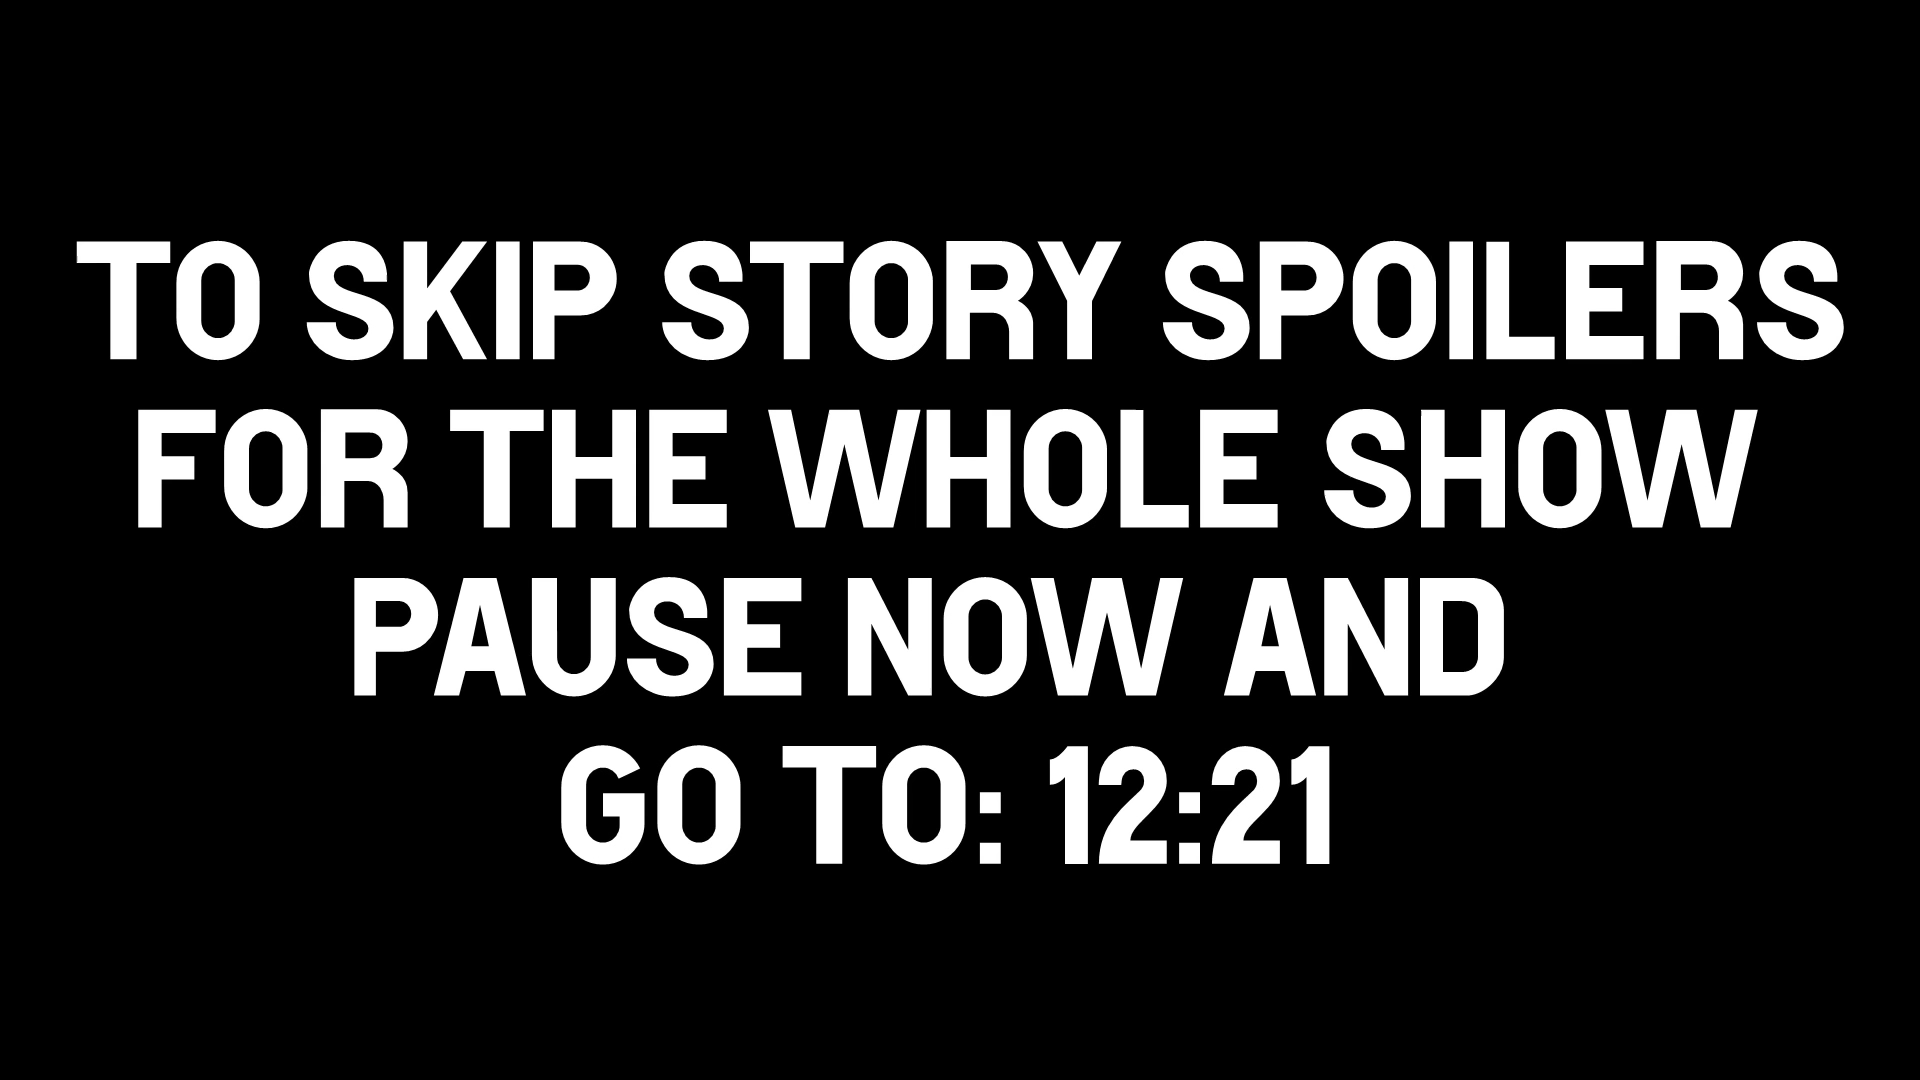 TO SKIP STORY SPOILERS
FOR THE WHOLE SHOW
PAUSE NOW AND
GO TO: 12:21